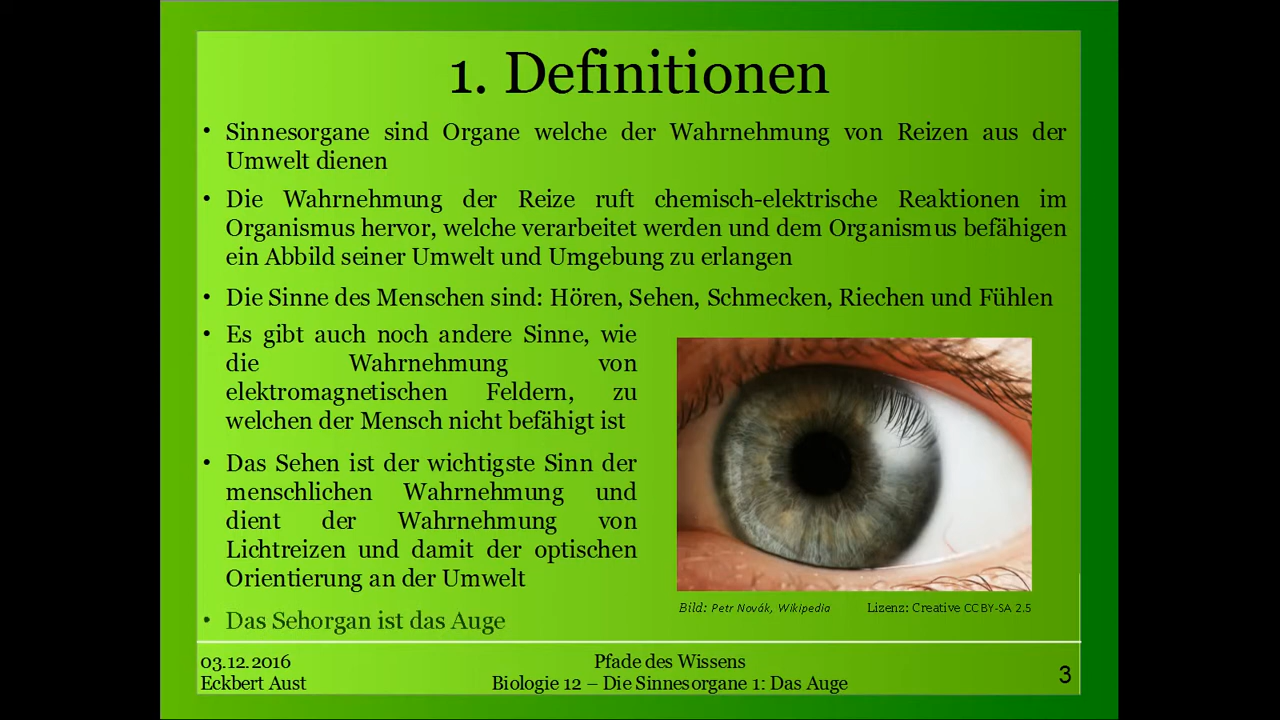 1. Definitionen
• Sinnesorgane sind Organe welche der Wahrnehmung von Reizen aus der
Umwelt dienen
• Die Wahrnehmung der Reize ruft chemisch-elektrische Reaktionen im
Organismus hervor, welche verarbeitet werden und dem Organismus befähigen
ein Abbild seiner Umwelt und Umgebung zu erlangen
• Die Sinne des Menschen sind: Hören, Sehen, Schmecken, Riechen und Fühlen
• Es gibt auch noch andere Sinne, wie
die Wahrnehmung von
elektromagnetischen Feldern, zu
welchen der Mensch nicht befähigt ist
• Das Sehen ist der wichtigste Sinn der
menschlichen Wahrnehmung und
dient der Wahrnehmung von
Lichtreizen und damit der optischen
Orientierung an der Umwelt
• Das Sehorgan ist das Auge
Bild: Petr Novák, Wikipedia Lizenz: Creative CC BY-SA 2.5
03.12.2016
Eckbert Aust
Pfade des Wissens
Biologie 12 – Die Sinnesorgane 1: Das Auge
3